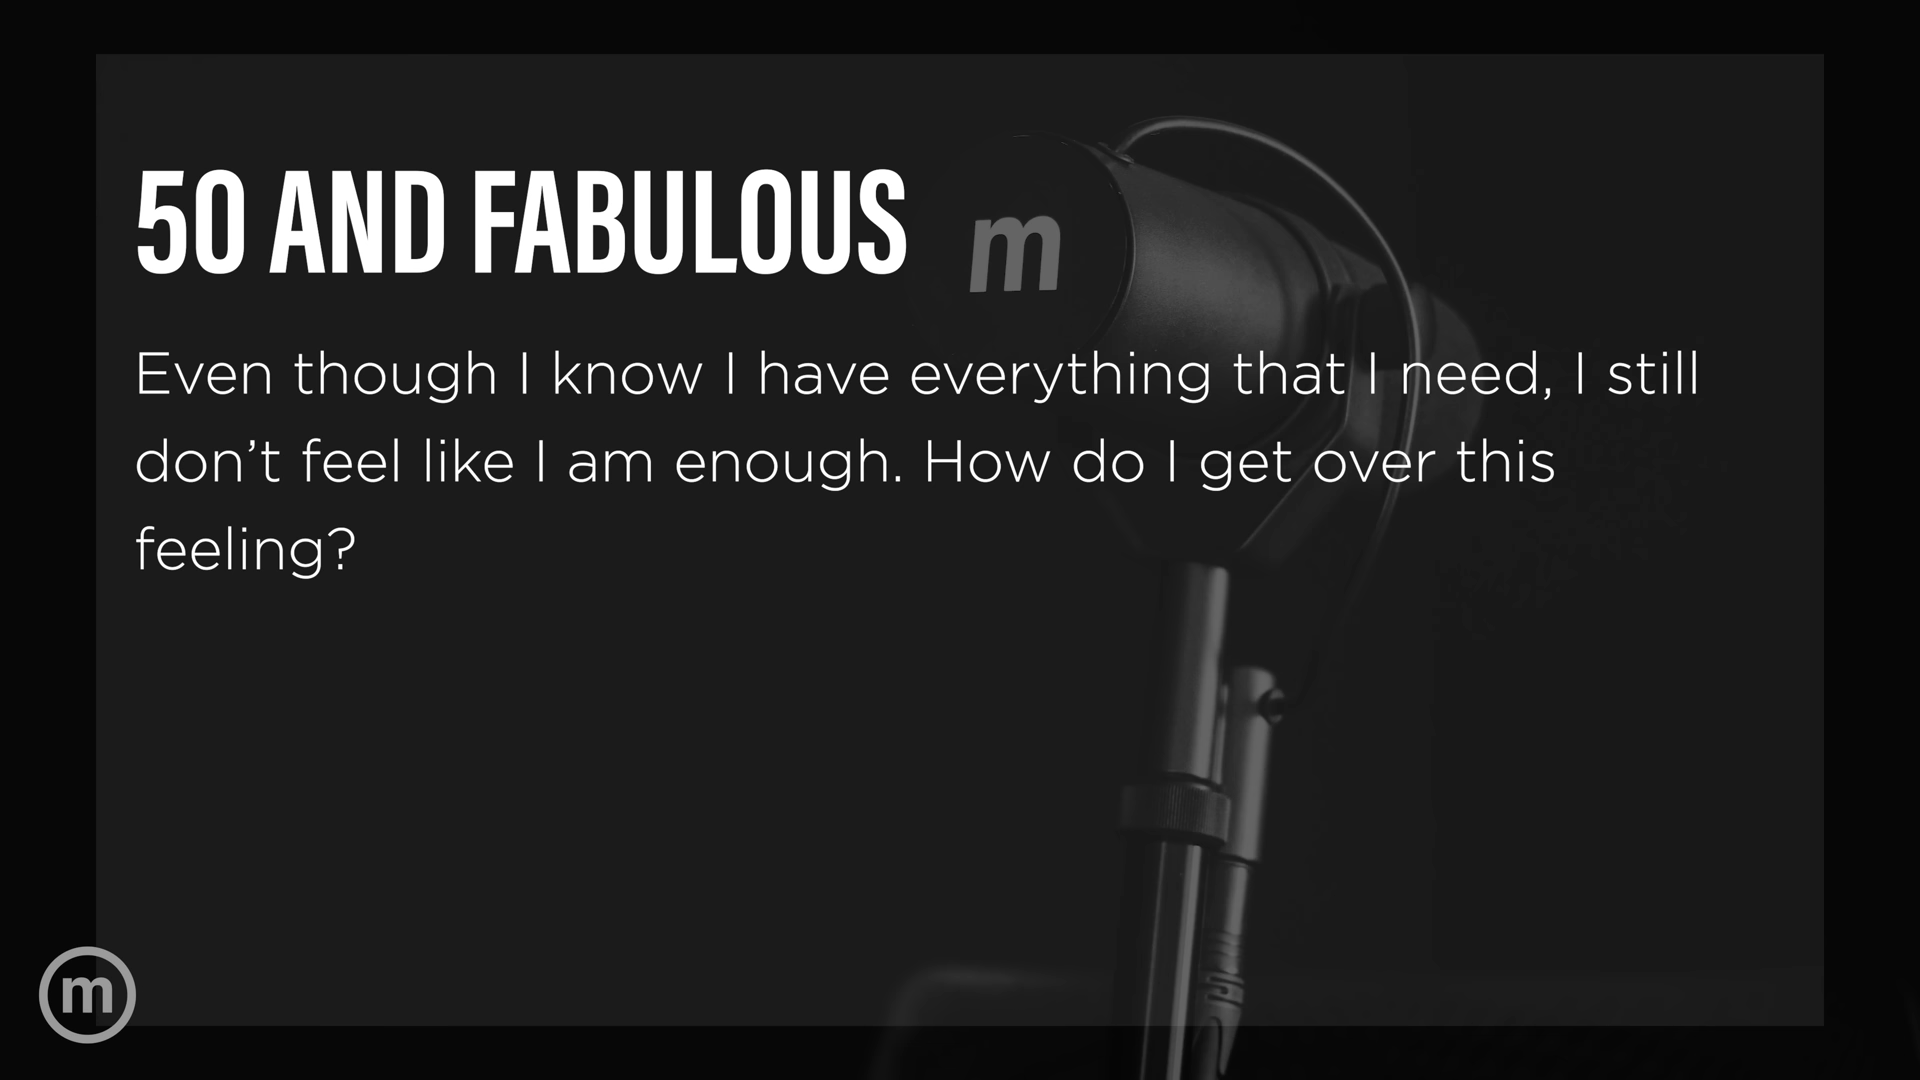 50 AND FABULOUS
m
Even though I know I have everything that I need, I still
don’t feel like I am enough. How do I get over this
feeling?
m